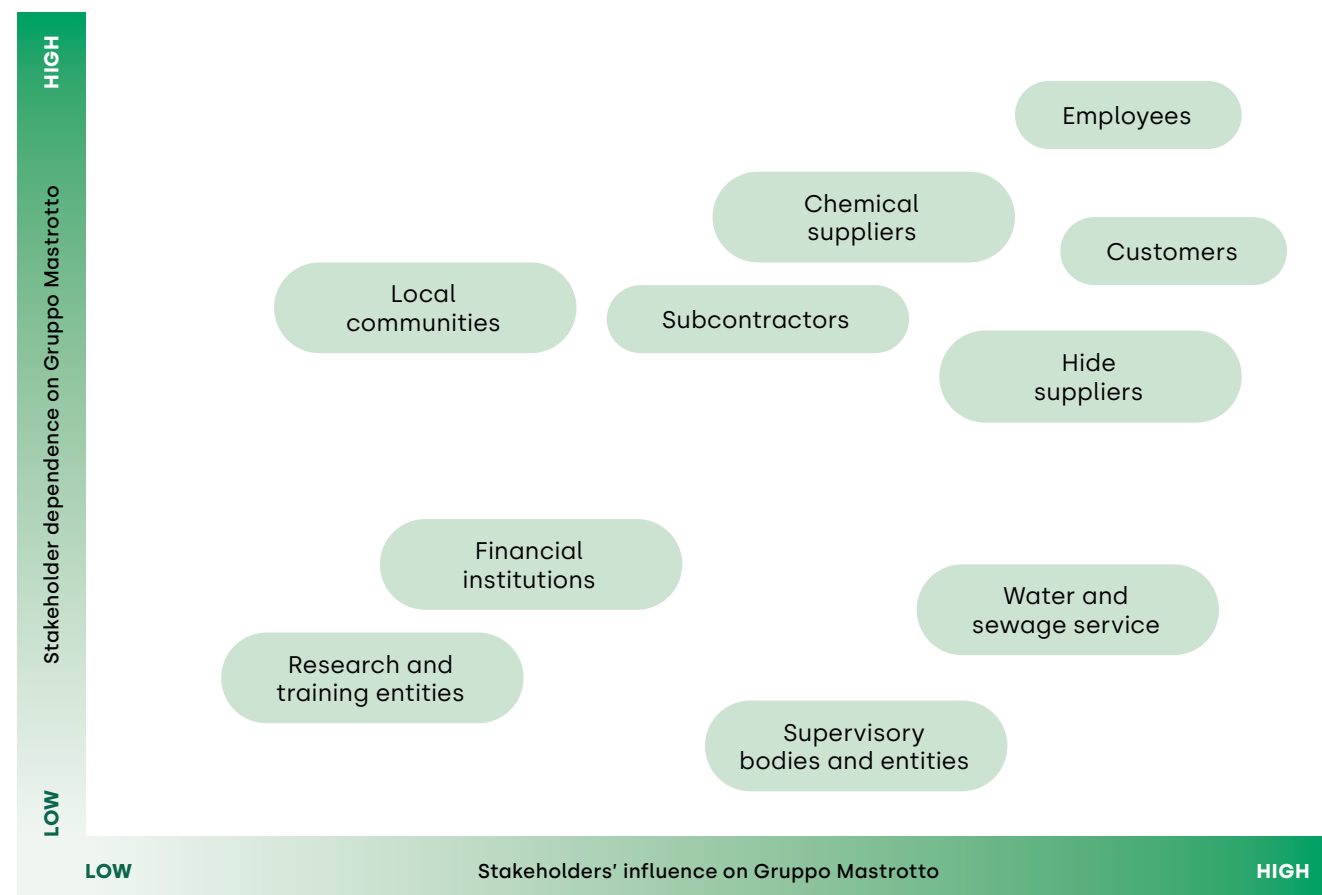 HIGH
Stakeholder dependence on Gruppo Mastrotto
LOW
Employees
Chemical
suppliers
Customers
Local
communities
Subcontractors
Hide
suppliers
Financial
institutions
Water and
sewage service
Research and
training entities
Supervisory
bodies and entities
LOW
Stakeholders’ influence on Gruppo Mastrotto
HIGH